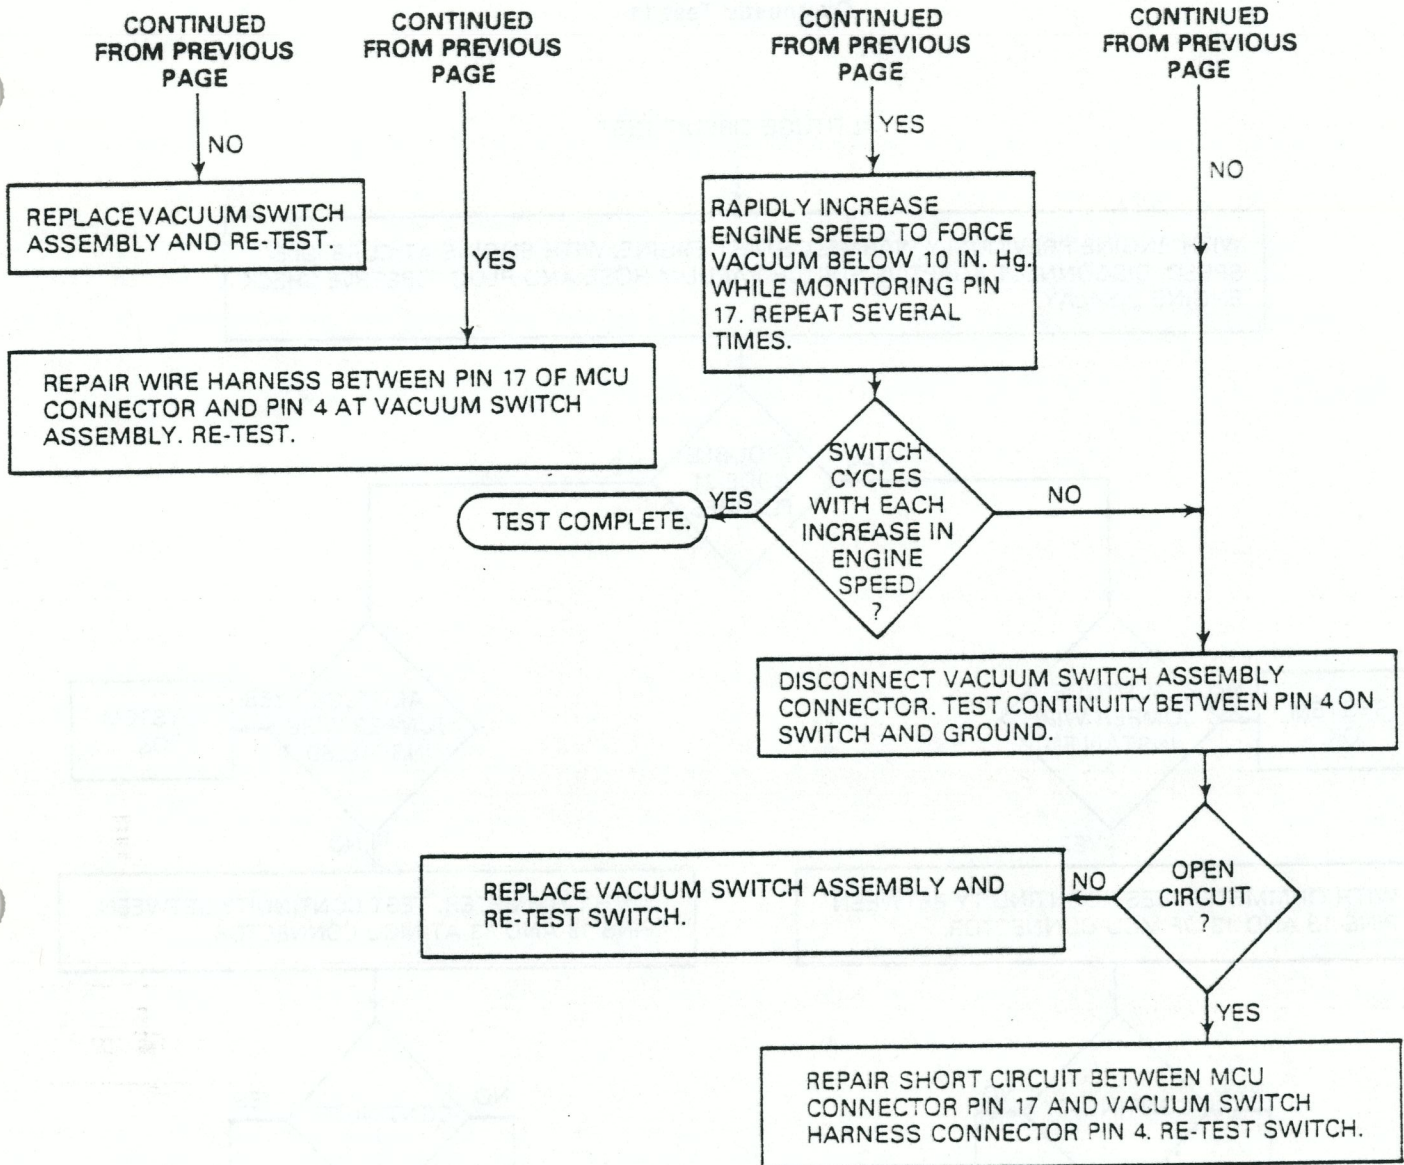 CONTINUED
FROM PREVIOUS
PAGE
CONTINUED
FROM PREVIOUS
PAGE
CONTINUED
FROM PREVIOUS
PAGE
CONTINUED
FROM PREVIOUS
PAGE
NO
YES
YES
NO
REPLACE VACUUM SWITCH
ASSEMBLY AND RE-TEST.
RAPIDLY INCREASE
ENGINE SPEED TO FORCE
VACUUM BELOW 10 IN. Hg.
WHILE MONITORING PIN
17. REPEAT SEVERAL
TIMES.
REPAIR WIRE HARNESS BETWEEN PIN 17 OF MCU
CONNECTOR AND PIN 4 AT VACUUM SWITCH
ASSEMBLY. RE-TEST.
SWITCH
CYCLES
WITH EACH
INCREASE IN
ENGINE
SPEED
?
YES
TEST COMPLETE.
NO
DISCONNECT VACUUM SWITCH ASSEMBLY
CONNECTOR. TEST CONTINUITY BETWEEN PIN 4 ON
SWITCH AND GROUND.
OPEN
CIRCUIT
?
NO
REPLACE VACUUM SWITCH ASSEMBLY AND
RE-TEST SWITCH.
YES
REPAIR SHORT CIRCUIT BETWEEN MCU
CONNECTOR PIN 17 AND VACUUM SWITCH
HARNESS CONNECTOR PIN 4. RE-TEST SWITCH.